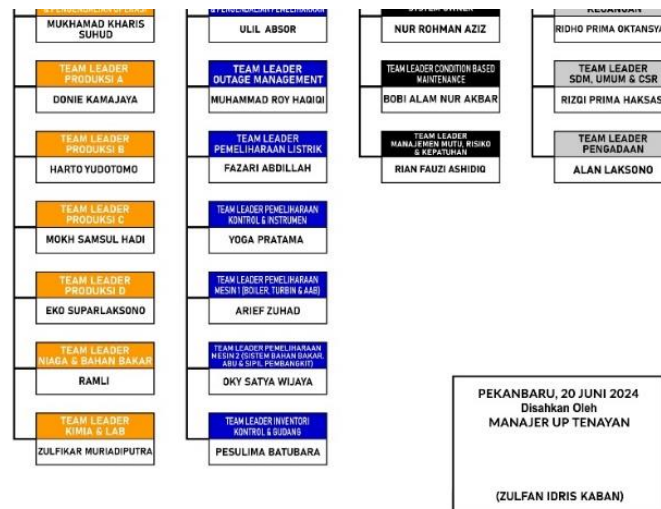 MUKHAMAD KHARIS
SUHUD
TEAM LEADER
PRODUKSI A
DONIE KAMAJAYA
TEAM LEADER
PRODUKSI B
HARTO YUDOTOMO
TEAM LEADER
PRODUKSI C
MOKH SAMSUL HADI
TEAM LEADER
PRODUKSI D
EKO SUPARLAKSONO
TEAM LEADER
NIAGA & BAHAN BAKAR
RAMLI
TEAM LEADER
KIMIA & LAB
ZULFIKAR MURIADIPUTRA
& PENGENDALIAN PEMELIHARAAN
ULIL ABSOR
TEAM LEADER
OUTAGE MANAGEMENT
MUHAMMAD ROY HAQIQI
TEAM LEADER
PEMELIHARAAN LISTRIK
FAZARI ABDILLAH
TEAM LEADER PEMELIHARAAN
KONTROL & INSTRUMEN
YOGA PRATAMA
TEAM LEADER PEMELIHARAAN
MESIN 1 (BOILER, TURBIN & AAB)
ARIEF ZUHAD
TEAM LEADER PEMELIHARAAN
MESIN 2 (SISTEM BAHAN BAKAR,
ABU & SIPIL PEMBANGKIT)
OKY SATYA WIJAYA
TEAM LEADER INVENTORI
KONTROL & GUDANG
PESULIMA BATUBARA
SYSTEM OWNER
NUR ROHMAN AZIZ
TEAM LEADER CONDITION BASED
MAINTENANCE
BOBI ALAM NUR AKBAR
TEAM LEADER
MANAJEMEN MUTU, RISIKO
& KEPATUHAN
RIAN FAUZI ASHIDIQ
KEUANGAN
RIDHO PRIMA OKTANSYA
TEAM LEADER
SDM, UMUM & CSR
RIZQI PRIMA HAKSAS
TEAM LEADER
PENGADAAN
ALAN LAKSONO
PEKANBARU, 20 JUNI 2024
Disahkan Oleh
MANAJER UP TENAYAN
(ZULFAN IDRIS KABAN)